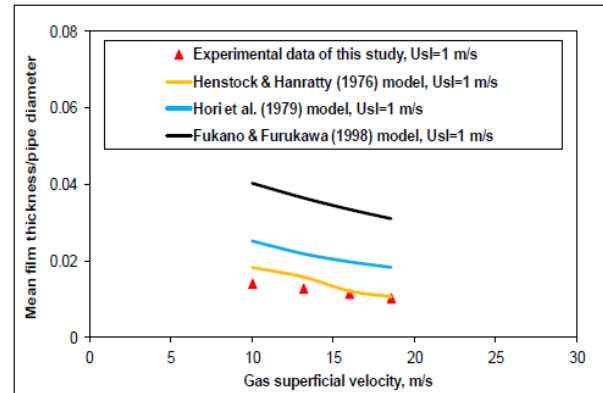 0.08
Experimental data of this study, Usl=1 m/s
Henstock & Hanratty (1976) model, Usl=1 m/s
Hori et al. (1979) model, Usl=1 m/s
Fukano & Furukawa (1998) model, Usl=1 m/s
0.06
0.04
0.02
0
Mean film thickness/pipe diameter
0 5 10 15 20 25 30
Gas superficial velocity, m/s